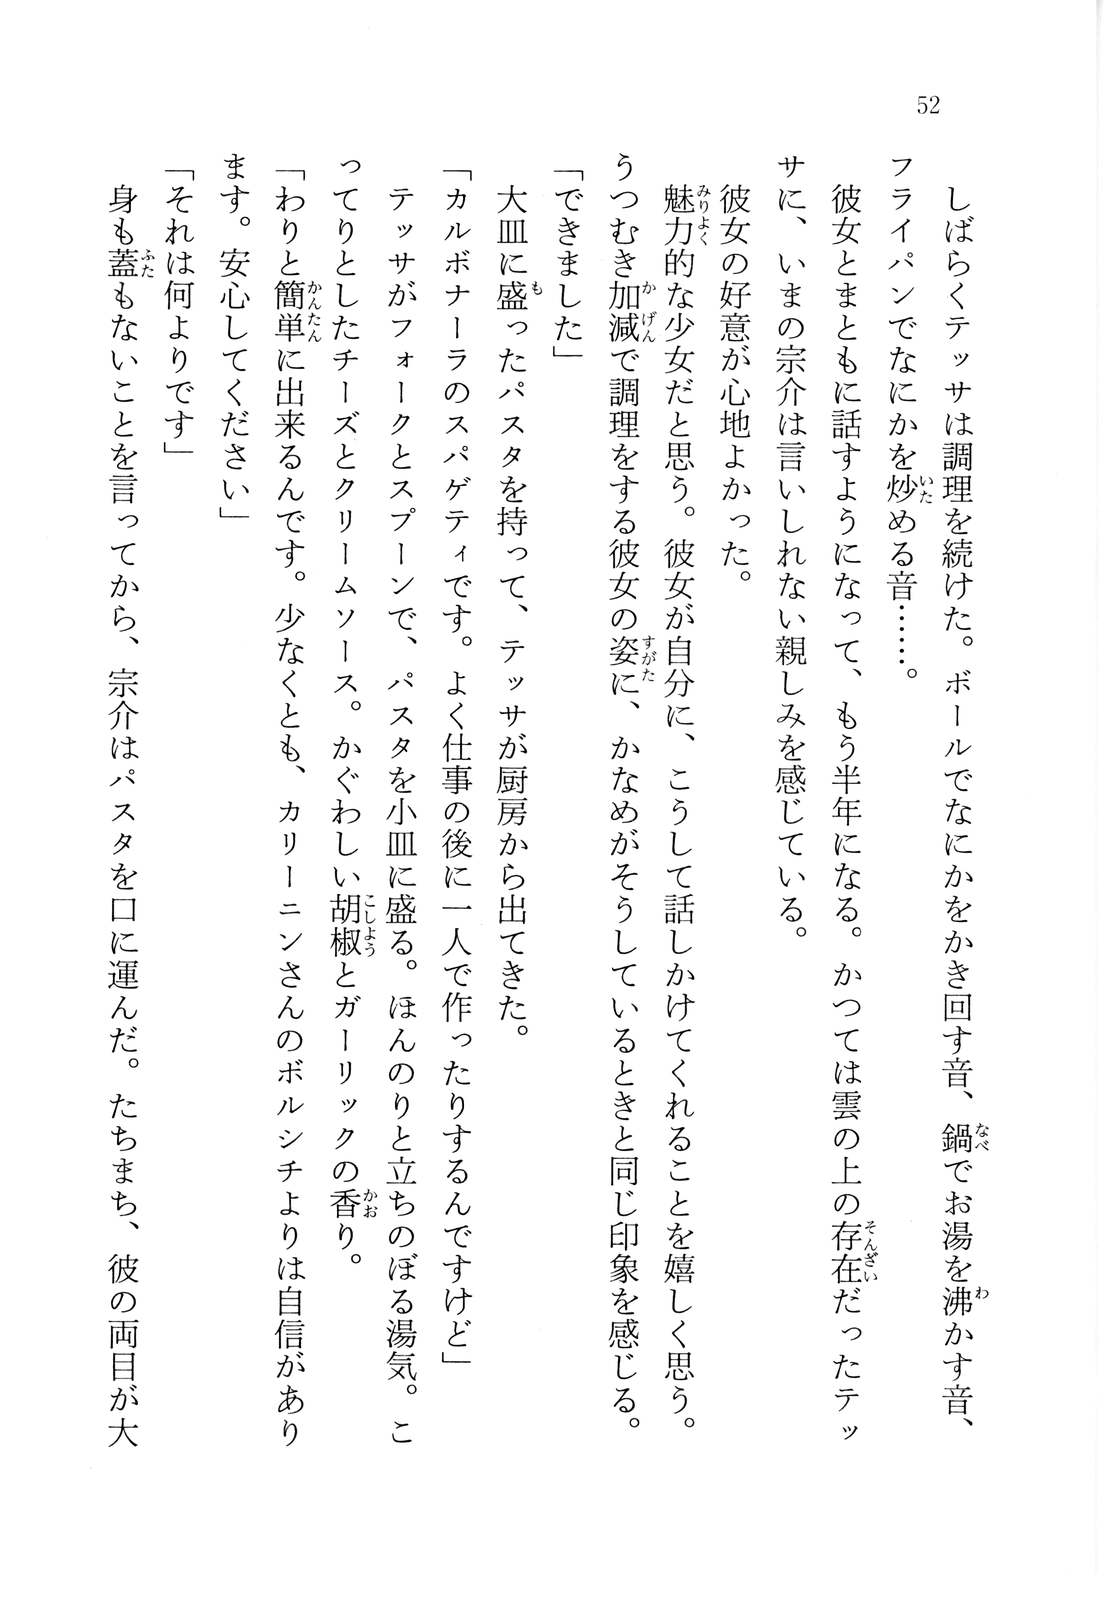 52
しばらくテッサは調理を続けた。ボールでなにかをかき回す音、鍋でお湯を沸かす音、
フライパンでなにかを炒める音……。
彼女とまともに話すようになって、もう半年になる。かつては雲の上の存在だったテッ
サに、いまの宗介は言いしれない親しみを感じている。
彼女の好意が心地よかった。
魅力的な少女だと思う。彼女が自分に、こうして話しかけてくれることを嬉しく思う。
うつむき加減で調理をする彼女の姿に、かなめがそうしているときと同じ印象を感じる。
「できました」
大皿に盛ったパスタを持って、テッサが厨房から出てきた。
「カルボナーラのスパゲティです。よく仕事の後に一人で作ったりするんですけど」
テッサがフォークとスプーンで、パスタを小皿に盛る。ほんのりと立ちのぼる湯気。こ
ってりとしたチーズとクリームソース。かぐわしい胡椒とガーリックの香り。
「わりと簡単に出来るんです。少なくとも、カリーニンさんのボルシチよりは自信があり
ます。安心してください」
「それは何よりです」
身も蓋もないことを言ってから、宗介はパスタを口に運んだ。たちまち、彼の両目が大